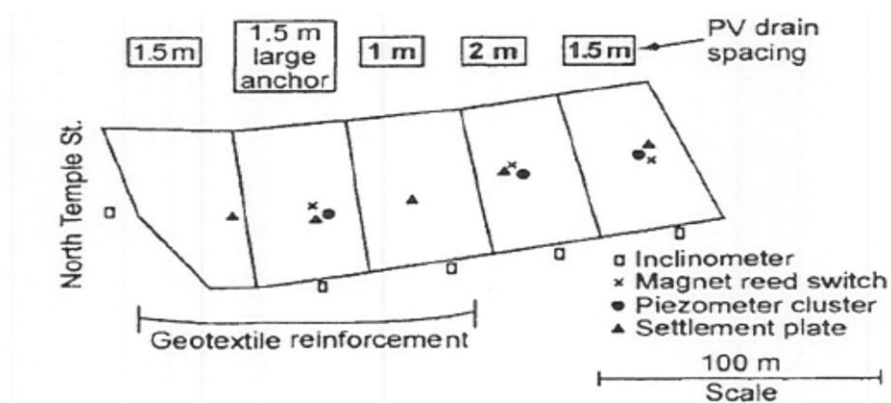 1.5 m
1.5 m
large
anchor
1 m
2 m
1.5 m
PV drain
spacing
North Temple St.
Inclinometer
Magnet reed switch
Piezometer cluster
Settlement plate
Geotextile reinforcement
100 m
Scale